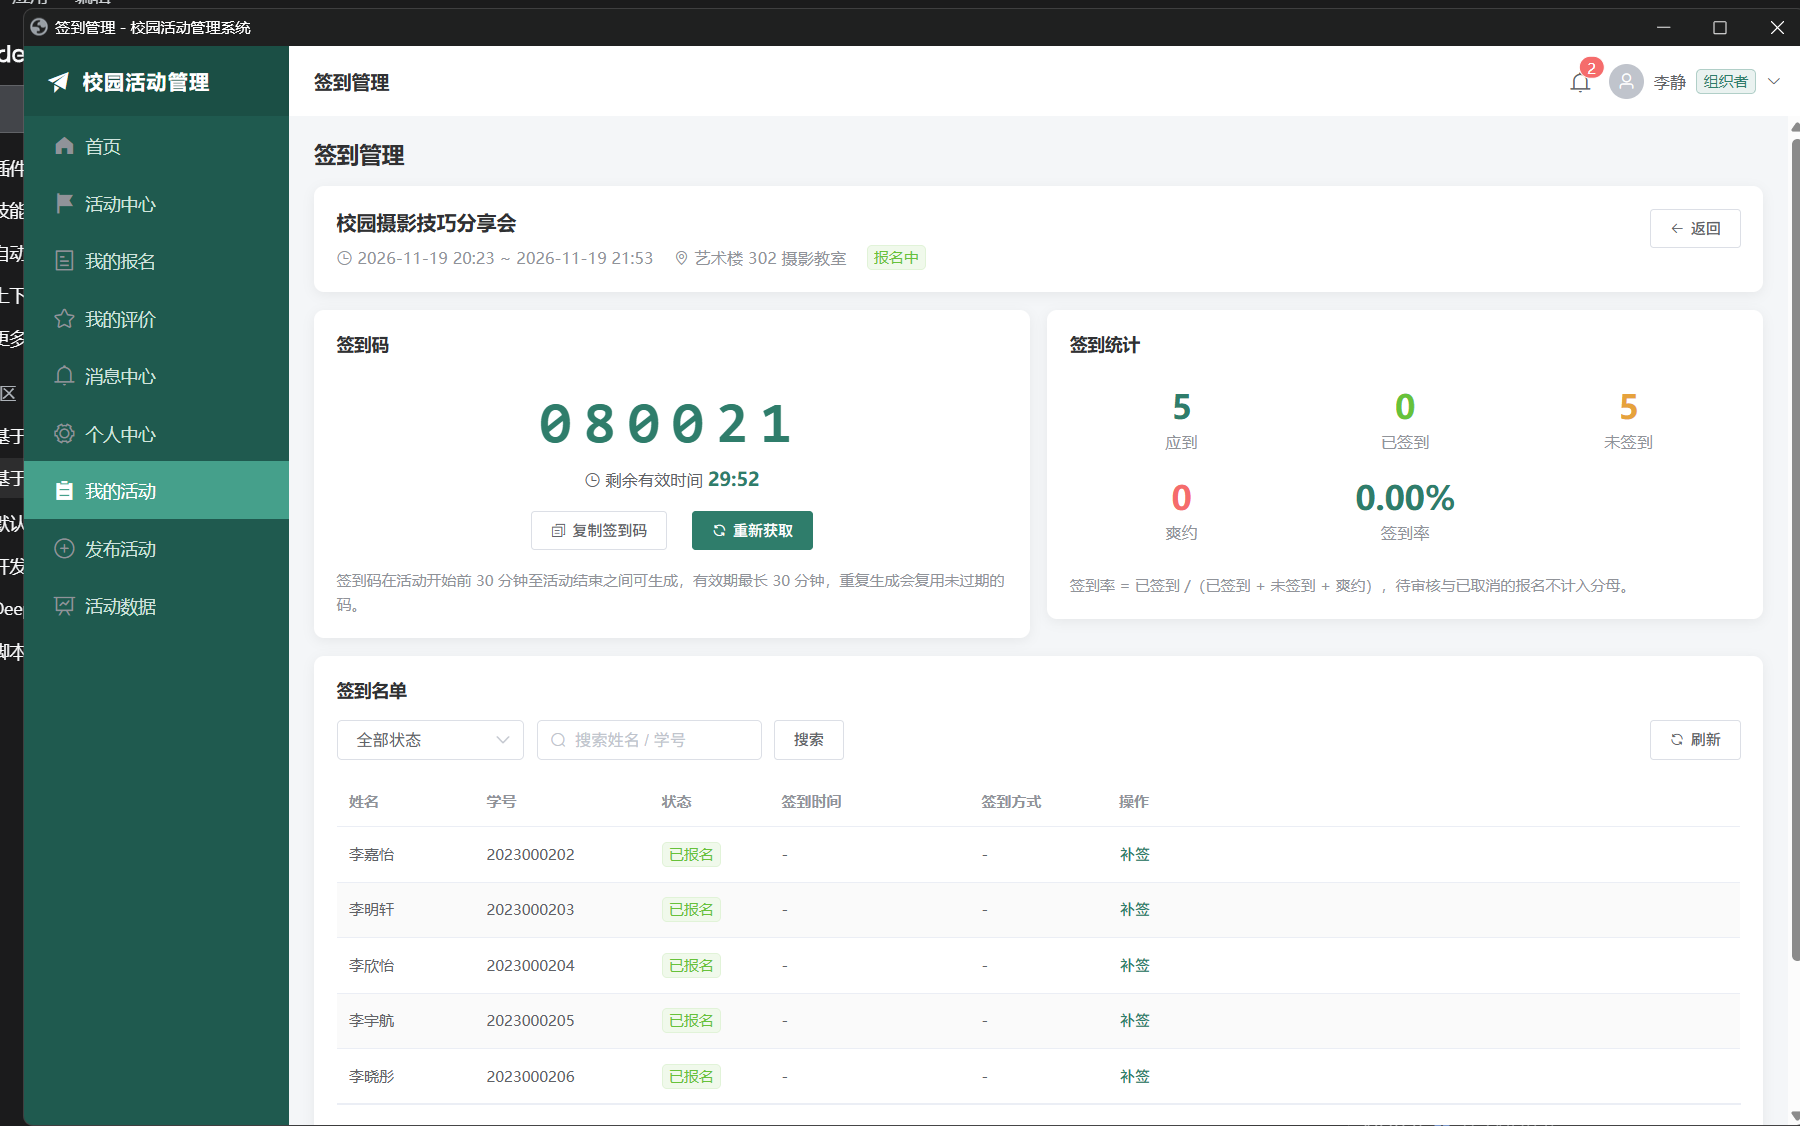 签到管理 - 校园活动管理系统
校园活动管理
首页
活动中心
我的报名
我的评价
消息中心
个人中心
我的活动
发布活动
活动数据
签到管理
2
李静
组织者
签到管理
校园摄影技巧分享会
2026-11-19 20:23 ~ 2026-11-19 21:53
艺术楼 302 摄影教室
报名中
返回
签到码
080021
剩余有效时间 29:52
复制签到码
重新获取
签到码在活动开始前 30 分钟至活动结束之间可生成，有效期最长 30 分钟，重复生成会复用未过期的
码。
签到统计
5
应到
0
已签到
5
未签到
0
爽约
0.00%
签到率
签到率 = 已签到 /（已签到 + 未签到 + 爽约），待审核与已取消的报名不计入分母。
签到名单
全部状态
搜索姓名 / 学号
搜索
刷新
姓名 学号 状态 签到时间 签到方式 操作
李嘉怡 2023000202 已报名 - - 补签
李明轩 2023000203 已报名 - - 补签
李欣怡 2023000204 已报名 - - 补签
李宇航 2023000205 已报名 - - 补签
李晓彤 2023000206 已报名 - - 补签